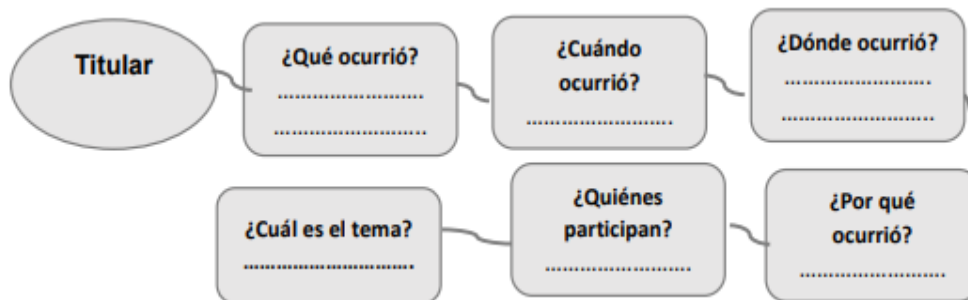 Titular
¿Qué ocurrió?
..........................
...........................
¿Cuándo
ocurrió?
..........................
¿Dónde ocurrió?
..........................
...........................
¿Cuál es el tema?
..............................
¿Quiénes
participan?
..........................
¿Por qué
ocurrió?
..........................